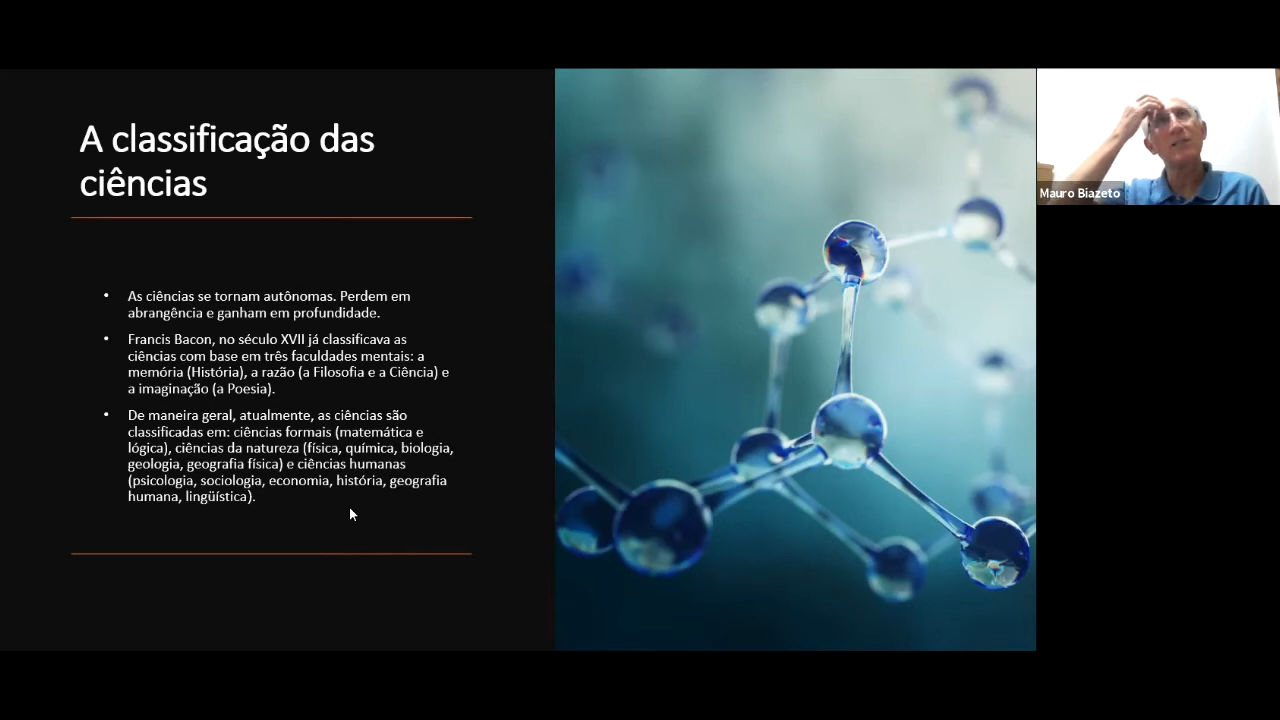 A classificação das
ciências
• As ciências se tornam autônomas. Perdem em
abrangência e ganham em profundidade.
• Francis Bacon, no século XVII já classificava as
ciências com base em três faculdades mentais: a
memória (História), a razão (a Filosofia e a Ciência) e
a imaginação (a Poesia).
• De maneira geral, atualmente, as ciências são
classificadas em: ciências formais (matemática e
lógica), ciências da natureza (física, química, biologia,
geologia, geografia física) e ciências humanas
(psicologia, sociologia, economia, história, geografia
humana, lingüística).
Mauro Biazeto